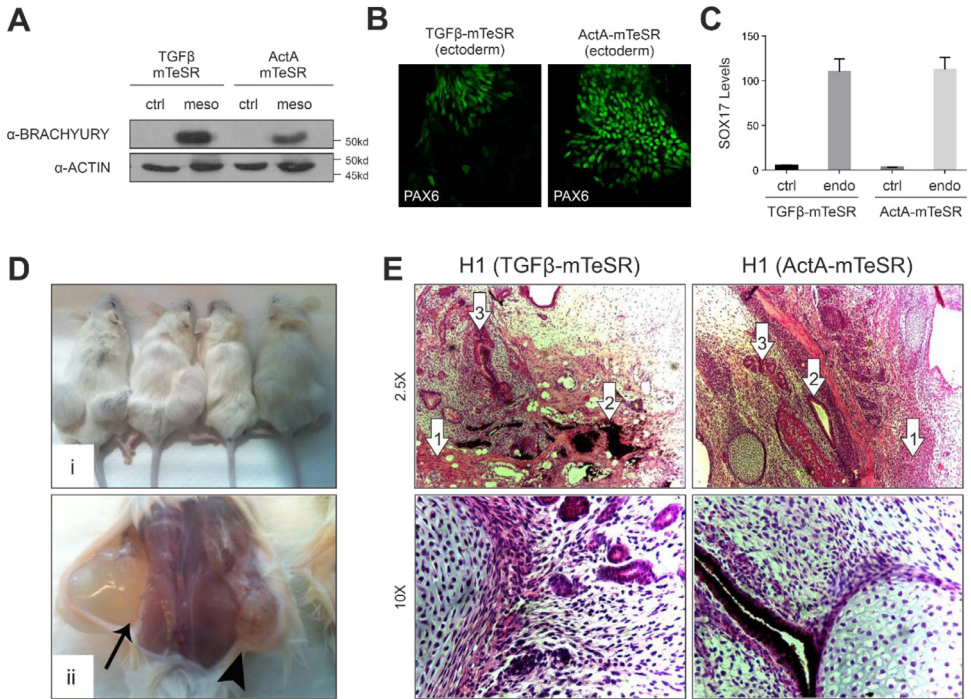 A
TGFβ
mTeSR
ActA
mTeSR
ctrl meso ctrl meso
α-BRACHYURY
50kd
α-ACTIN
50kd
45kd
B
TGFβ-mTeSR
(ectoderm)
ActA-mTeSR
(ectoderm)
PAX6
PAX6
C
SOX17 Levels
150
100
50
0
ctrl endo ctrl endo
TGFβ-mTeSR ActA-mTeSR
D
i
ii
E
H1 (TGFβ-mTeSR)
H1 (ActA-mTeSR)
2.5X
3
2
1
3
2
1
10X